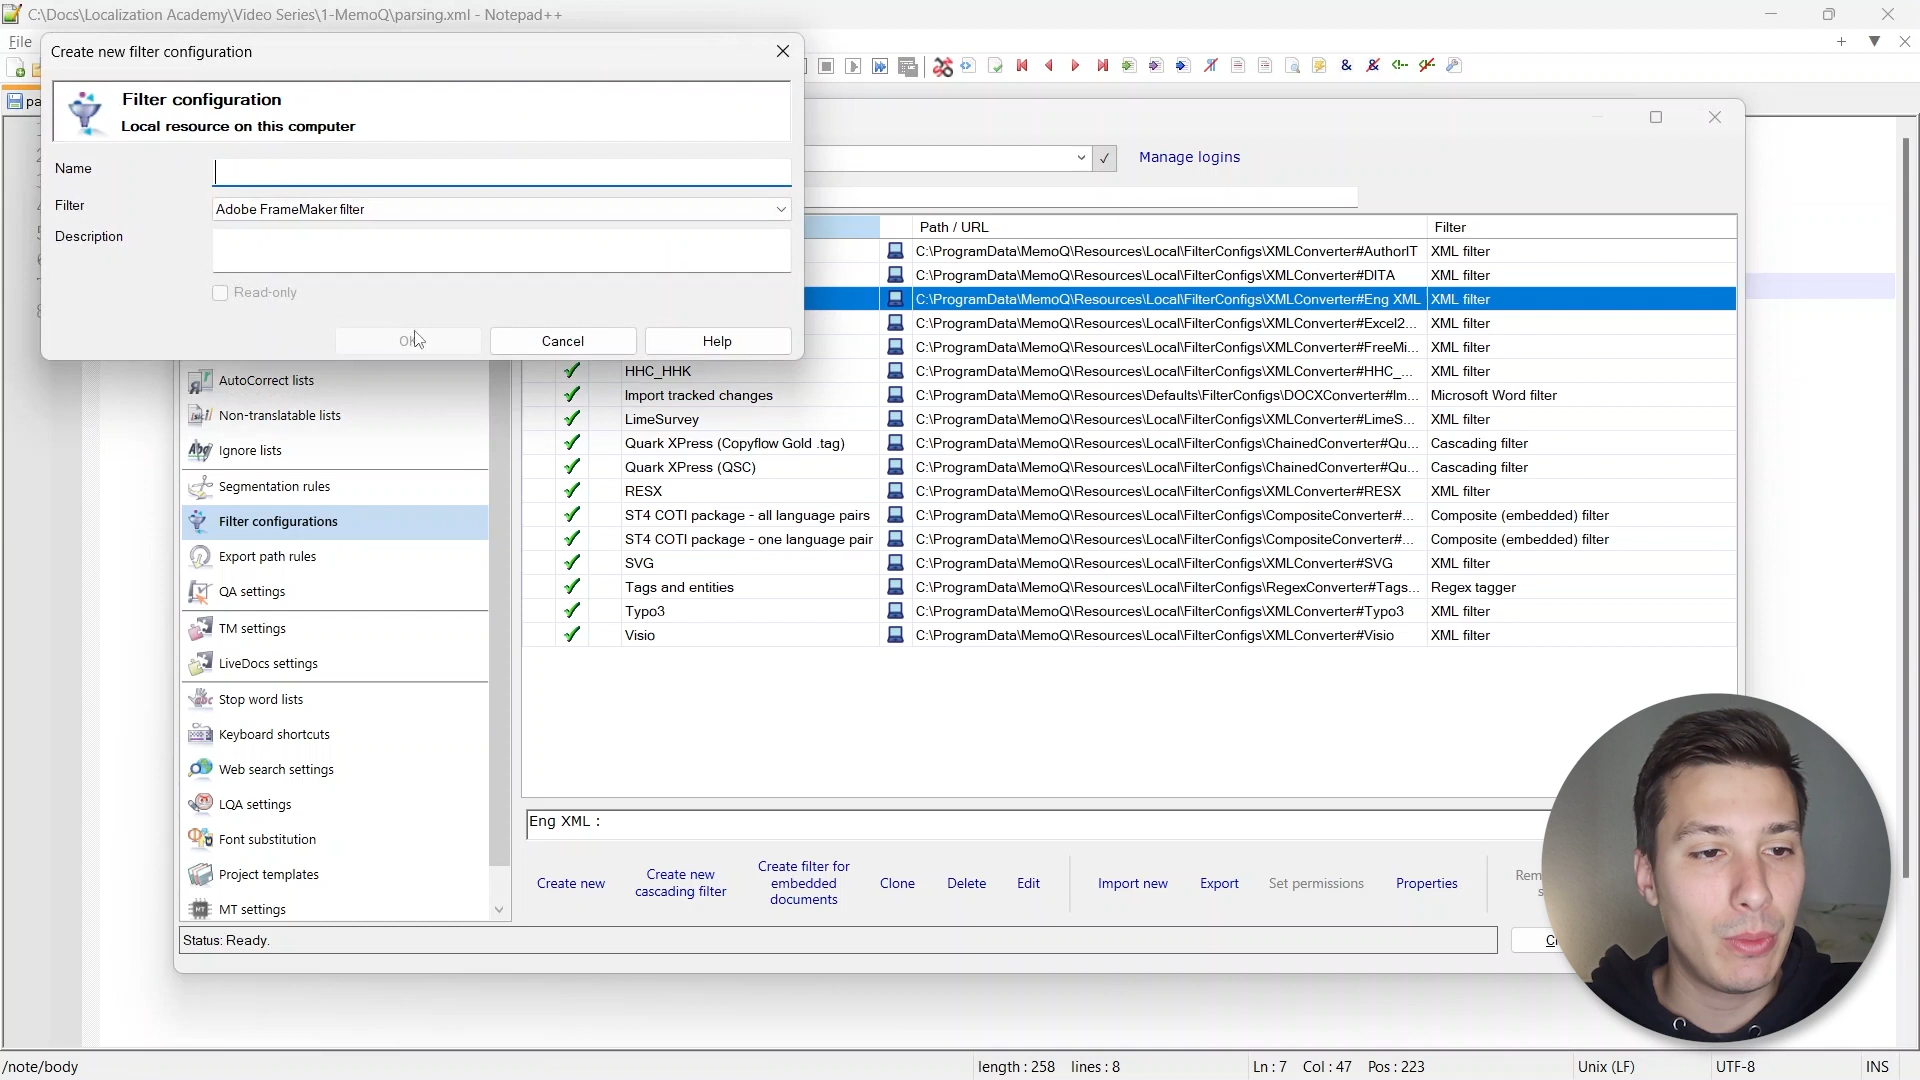 C:\Docs\Localization Academy\Video Series\1-MemoQ\parsing.xml - Notepad++
File
Create new filter configuration
Filter configuration
Local resource on this computer
Name
Filter
Adobe FrameMaker filter
Description
Read-only
Cancel
Help
Manage logins
Path / URL
Filter
C:\ProgramData\MemoQ\Resources\Local\FilterConfigs\XMLConverter#AuthorIT XML filter
C:\ProgramData\MemoQ\Resources\Local\FilterConfigs\XMLConverter#DITA XML filter
C:\ProgramData\MemoQ\Resources\Local\FilterConfigs\XMLConverter#Eng XML XML filter
C:\ProgramData\MemoQ\Resources\Local\FilterConfigs\XMLConverter#Excel2... XML filter
C:\ProgramData\MemoQ\Resources\Local\FilterConfigs\XMLConverter#FreeMi... XML filter
HHC_HHK C:\ProgramData\MemoQ\Resources\Local\FilterConfigs\XMLConverter#HHC_... XML filter
Import tracked changes C:\ProgramData\MemoQ\Resources\Defaults\FilterConfigs\DOCXConverter#Im... Microsoft Word filter
LimeSurvey C:\ProgramData\MemoQ\Resources\Local\FilterConfigs\XMLConverter#LimeS... XML filter
Quark XPress (Copyflow Gold .tag) C:\ProgramData\MemoQ\Resources\Local\FilterConfigs\ChainedConverter#Qu... Cascading filter
Quark XPress (QSC) C:\ProgramData\MemoQ\Resources\Local\FilterConfigs\ChainedConverter#Qu... Cascading filter
RESX C:\ProgramData\MemoQ\Resources\Local\FilterConfigs\XMLConverter#RESX XML filter
ST4 COTI package - all language pairs C:\ProgramData\MemoQ\Resources\Local\FilterConfigs\CompositeConverter#... Composite (embedded) filter
ST4 COTI package - one language pair C:\ProgramData\MemoQ\Resources\Local\FilterConfigs\CompositeConverter#... Composite (embedded) filter
SVG C:\ProgramData\MemoQ\Resources\Local\FilterConfigs\XMLConverter#SVG XML filter
Tags and entities C:\ProgramData\MemoQ\Resources\Local\FilterConfigs\RegexConverter#Tags... Regex tagger
Typo3 C:\ProgramData\MemoQ\Resources\Local\FilterConfigs\XMLConverter#Typo3 XML filter
Visio C:\ProgramData\MemoQ\Resources\Local\FilterConfigs\XMLConverter#Visio XML filter
AutoCorrect lists
Non-translatable lists
Ignore lists
Segmentation rules
Filter configurations
Export path rules
QA settings
TM settings
LiveDocs settings
Stop word lists
Keyboard shortcuts
Web search settings
LQA settings
Font substitution
Project templates
MT settings
Eng XML :
Create new
Create new
cascading filter
Create filter for
embedded
documents
Clone
Delete
Edit
Import new
Export
Set permissions
Properties
Status: Ready.
/note/body
length : 258 lines : 8
Ln : 7 Col : 47 Pos : 223
Unix (LF)
UTF-8
INS